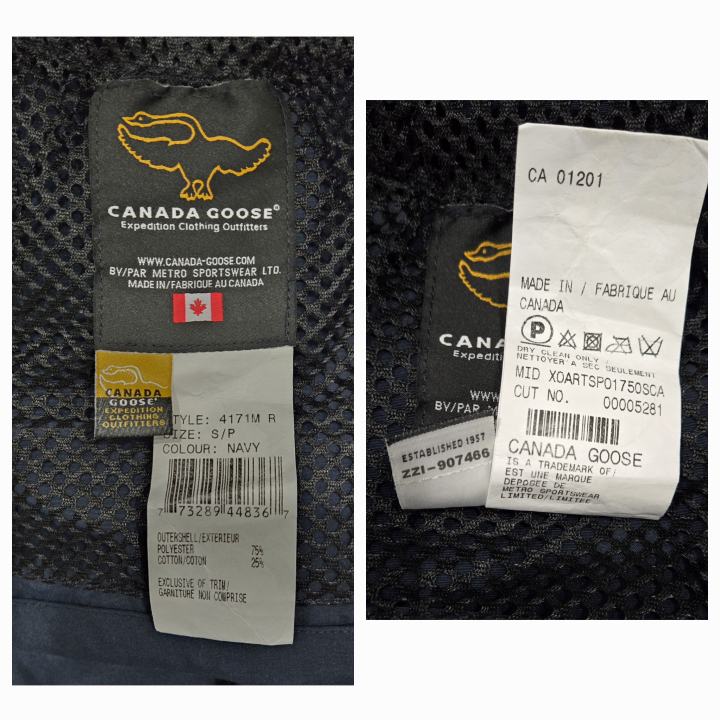 CANADA GOOSE®
Expedition Clothing Outfitters
WWW.CANADA-GOOSE.COM
BY/PAR METRO SPORTSWEAR LTD.
MADE IN/FABRIQUE AU CANADA
CANADA
GOOSE
EXPEDITION
CLOTHING
OUTFITTERS
STYLE: 4171M R
SIZE: S/P
COLOUR: NAVY
7 73289 44836 7
OUTERSHELL/EXTERIEUR
POLYESTER 75%
COTTON/COTON 25%
EXCLUSIVE OF TRIM/
GARNITURE NON COMPRISE
CANA
Expedi
WWW
BY/PAR
ESTABLISHED 1957
ZZI-907466
CA 01201
MADE IN / FABRIQUE AU
CANADA
P
DRY CLEAN ONLY /
NETTOYER A SEC SEULEMENT
MID XOARTSP01750SCA
CUT NO. 00005281
CANADA GOOSE
IS A TRADEMARK OF/
EST UNE MARQUE
DEPOSEE DE
METRO SPORTSWEAR
LIMITED/LIMITEE